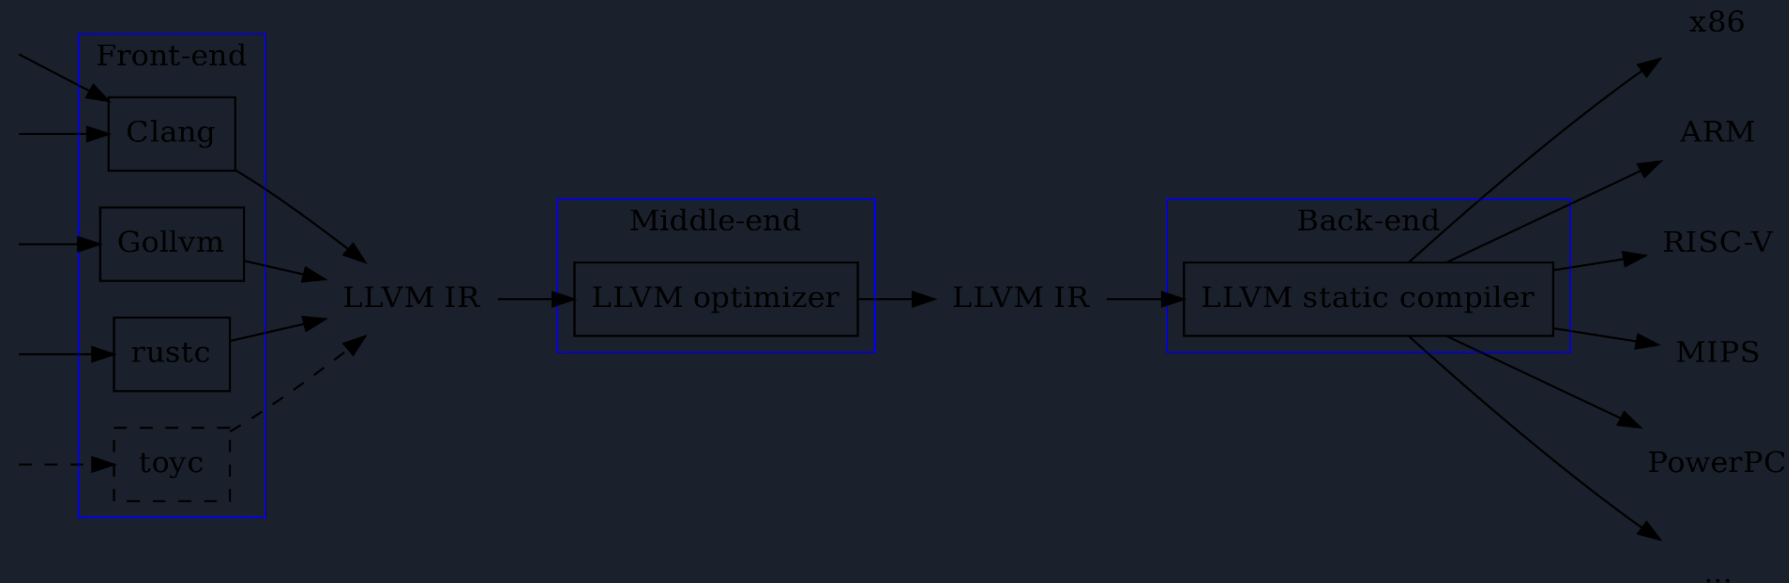 Front-end
Clang
Gollvm
rustc
toyc
LLVM IR
Middle-end
LLVM optimizer
LLVM IR
Back-end
LLVM static compiler
x86
ARM
RISC-V
MIPS
PowerPC
...